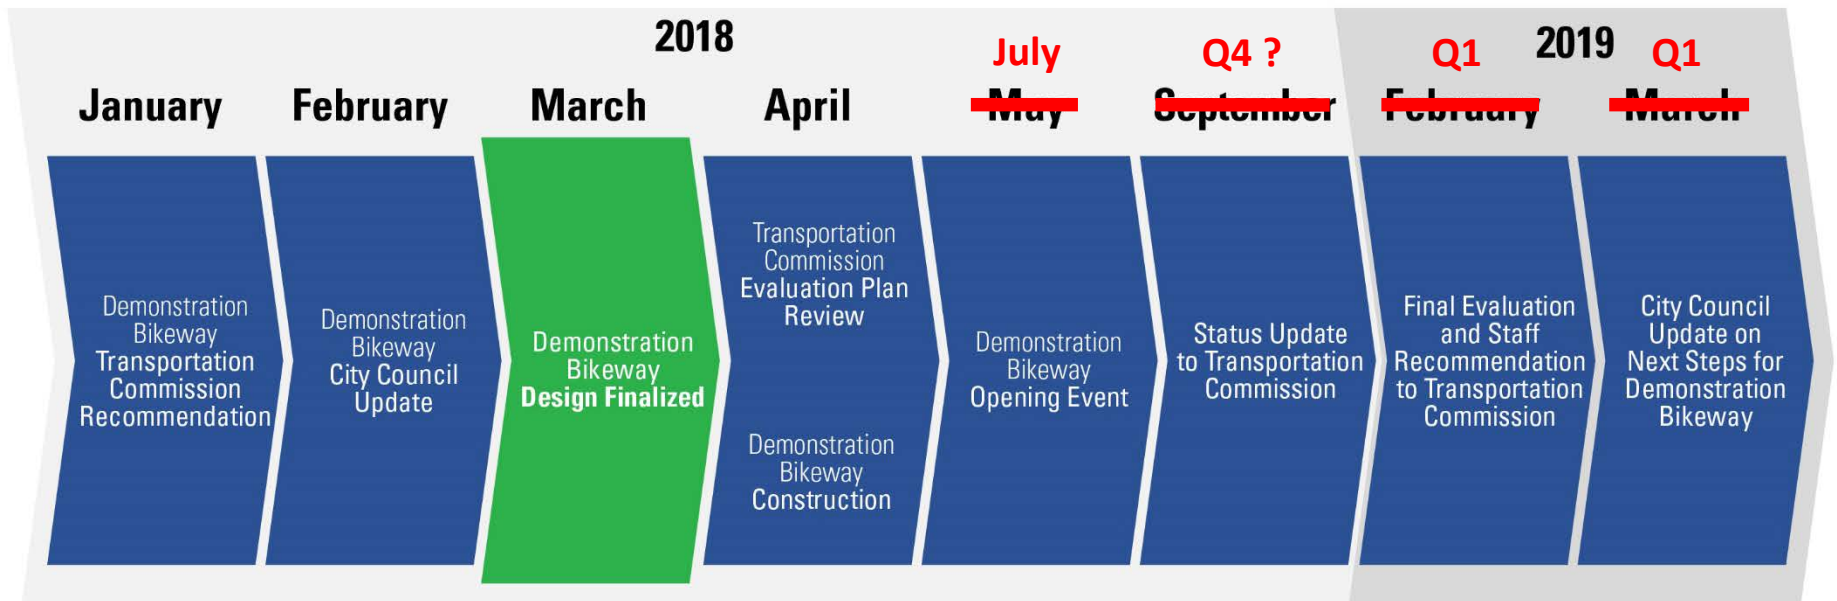 2018
2019
July
Q4 ?
Q1
Q1
January
February
March
April
May
September
February
March
Demonstration
Bikeway
Transportation
Commission
Recommendation
Demonstration
Bikeway
City Council
Update
Demonstration
Bikeway
Design Finalized
Transportation
Commission
Evaluation Plan
Review
Demonstration
Bikeway
Construction
Demonstration
Bikeway
Opening Event
Status Update
to Transportation
Commission
Final Evaluation
and Staff
Recommendation
to Transportation
Commission
City Council
Update on
Next Steps for
Demonstration
Bikeway